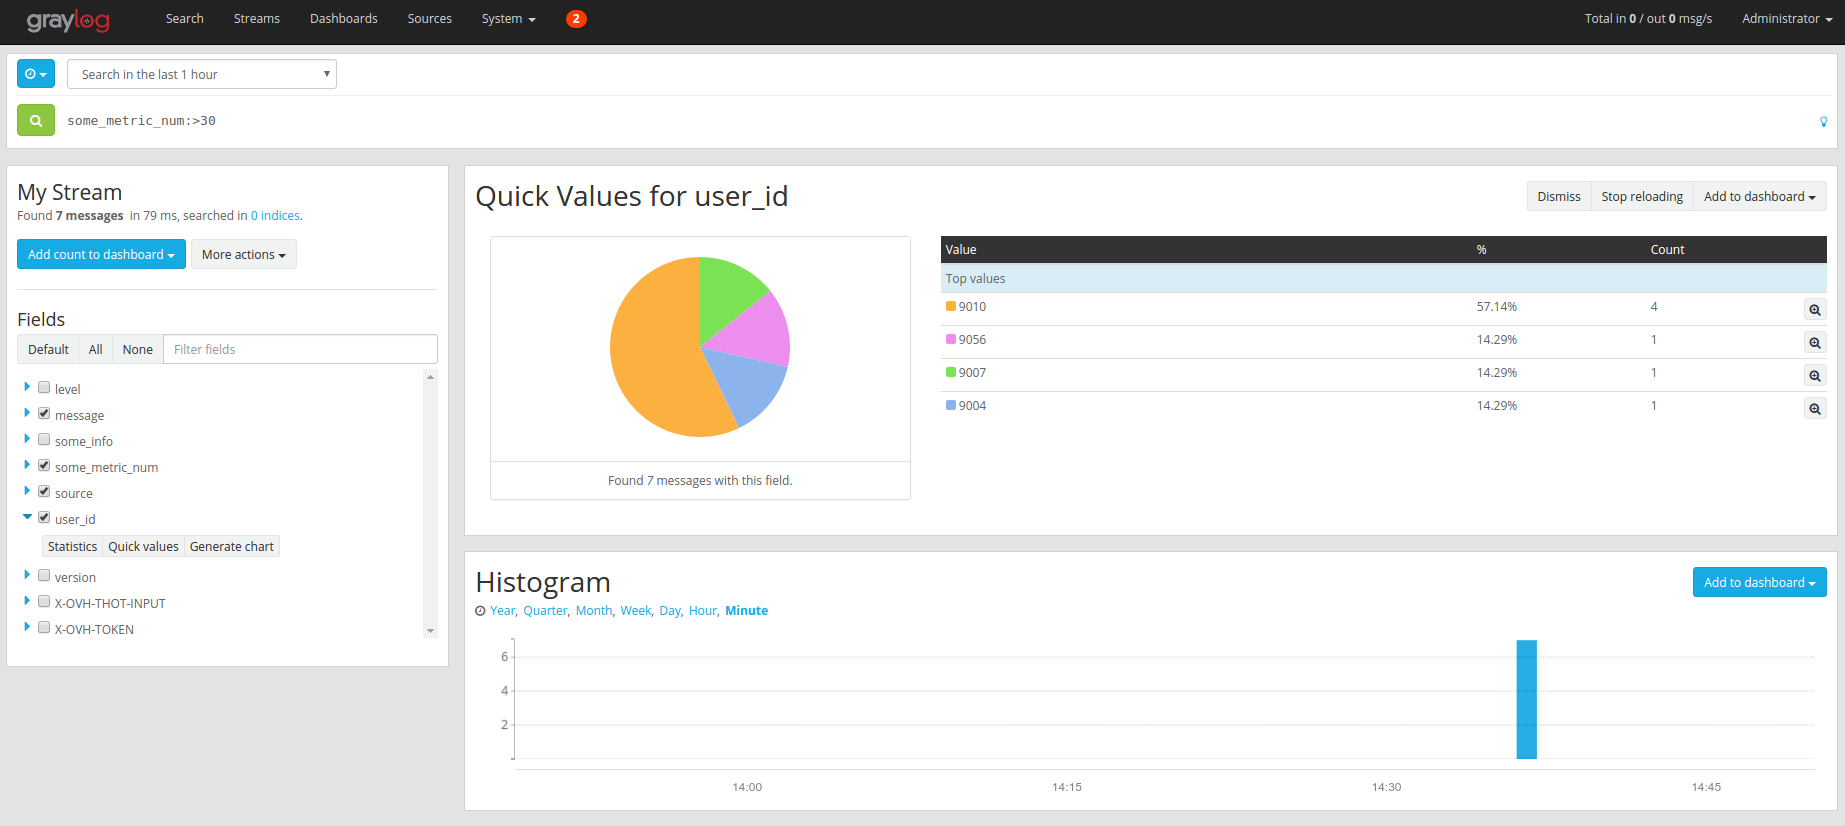 graylog Search Streams Dashboards Sources System 2 Total in 0 / out 0 msg/s Administrator
Search in the last 1 hour
some_metric_num:>30
My Stream
Found 7 messages in 79 ms, searched in 0 indices.
Add count to dashboard More actions
Fields
Default All None Filter fields
level
message
some_info
some_metric_num
source
user_id
Statistics Quick values Generate chart
version
X-OVH-THOT-INPUT
X-OVH-TOKEN
Quick Values for user_id
Dismiss Stop reloading Add to dashboard
Found 7 messages with this field.
Value % Count
Top values
9010 57.14% 4
9056 14.29% 1
9007 14.29% 1
9004 14.29% 1
Histogram
Add to dashboard
Year, Quarter, Month, Week, Day, Hour, Minute
6
4
2
14:00 14:15 14:30 14:45